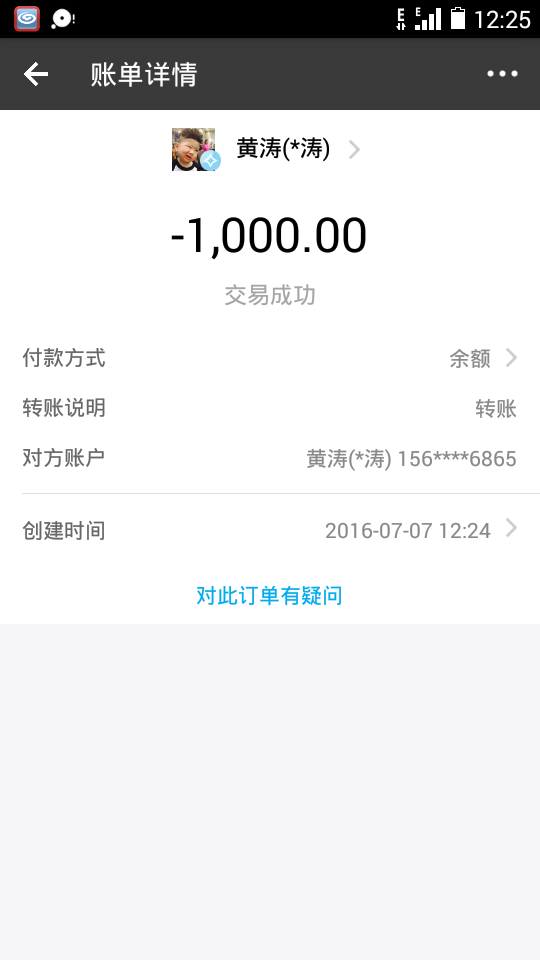 12:25
账单详情
黄涛(*涛)
-1,000.00
交易成功
付款方式 余额
转账说明 转账
对方账户 黄涛(*涛) 156****6865
创建时间 2016-07-07 12:24
对此订单有疑问